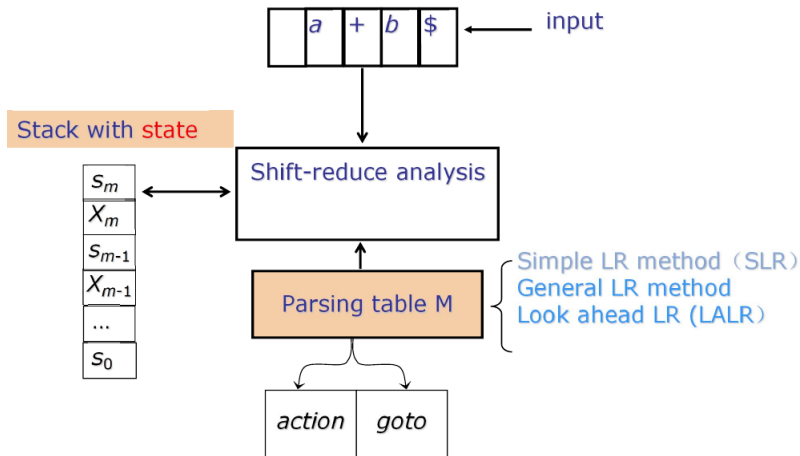 a + b $
input
Stack with state
Shift-reduce analysis
sm
Xm
sm-1
Xm-1
...
s0
Simple LR method（SLR）
General LR method
Look ahead LR (LALR）
Parsing table M
action goto